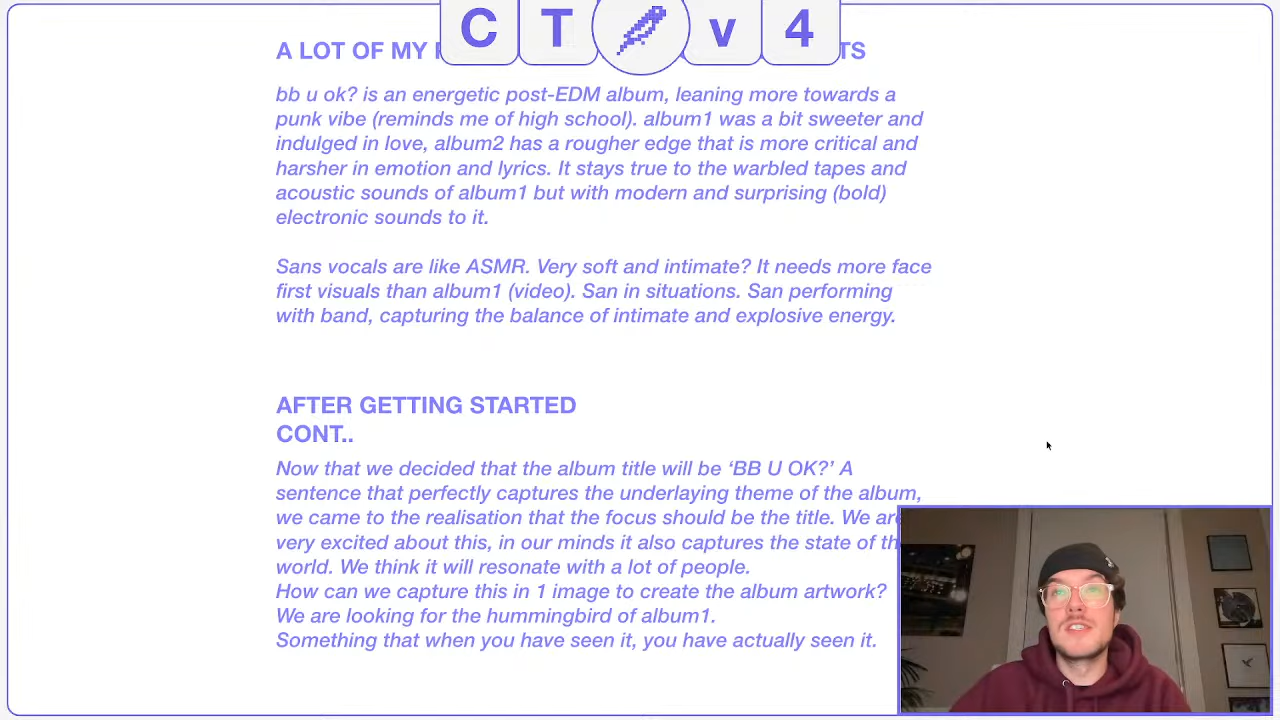 C T v 4
A LOT OF MY
TS
bb u ok? is an energetic post-EDM album, leaning more towards a
punk vibe (reminds me of high school). album1 was a bit sweeter and
indulged in love, album2 has a rougher edge that is more critical and
harsher in emotion and lyrics. It stays true to the warbled tapes and
acoustic sounds of album1 but with modern and surprising (bold)
electronic sounds to it.
Sans vocals are like ASMR. Very soft and intimate? It needs more face
first visuals than album1 (video). San in situations. San performing
with band, capturing the balance of intimate and explosive energy.
AFTER GETTING STARTED
CONT..
Now that we decided that the album title will be ‘BB U OK?’ A
sentence that perfectly captures the underlaying theme of the album,
we came to the realisation that the focus should be the title. We are
very excited about this, in our minds it also captures the state of th
world. We think it will resonate with a lot of people.
How can we capture this in 1 image to create the album artwork?
We are looking for the hummingbird of album1.
Something that when you have seen it, you have actually seen it.